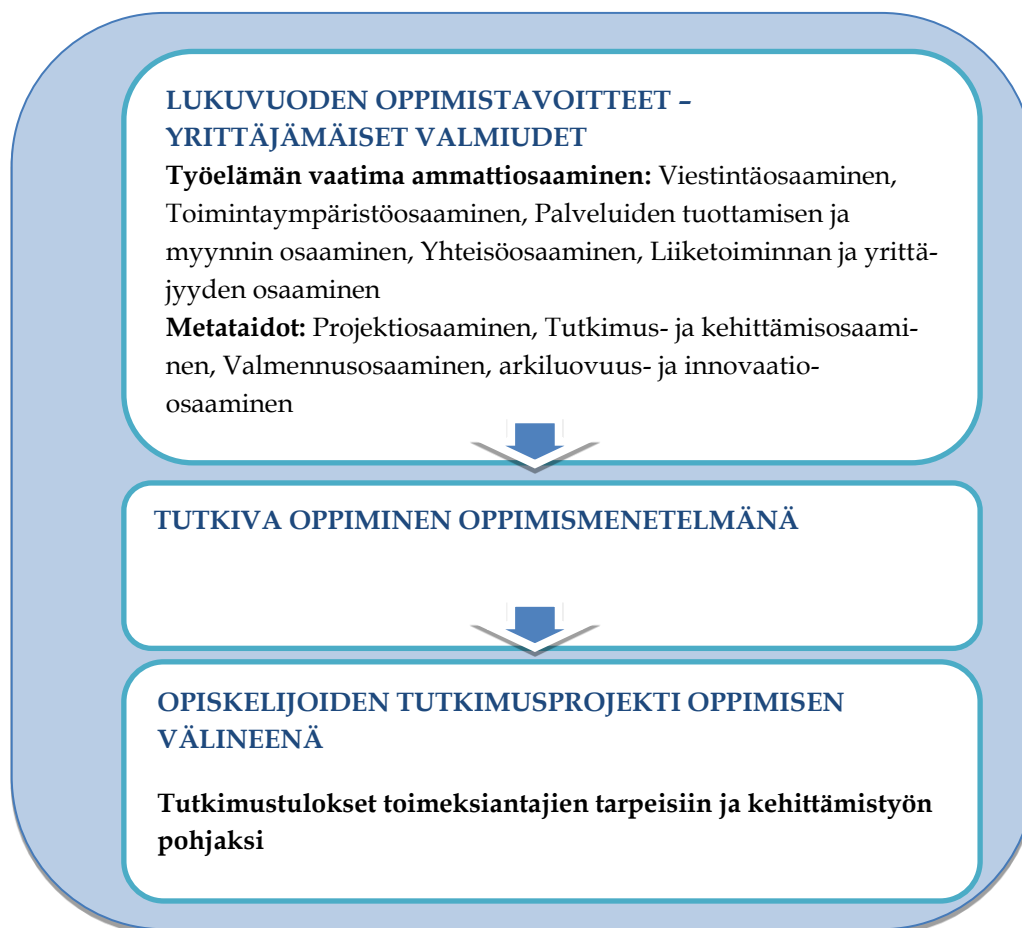 LUKUVUODEN OPPIMISTAVOITTEET –
YRITTÄJÄMÄISET VALMIUDET
Työelämän vaatima ammattiosaaminen: Viestintäosaaminen,
Toimintaympäristöosaaminen, Palveluiden tuottamisen ja
myynnin osaaminen, Yhteisöosaaminen, Liiketoiminnan ja yrittä-
jyyden osaaminen
Metataidot: Projektiosaaminen, Tutkimus- ja kehittämisosaami-
nen, Valmennusosaaminen, arkiluovuus- ja innovaatio-
osaaminen
TUTKIVA OPPIMINEN OPPIMISMENETELMÄNÄ
OPISKELIJOIDEN TUTKIMUSPROJEKTI OPPIMISEN
VÄLINEENÄ
Tutkimustulokset toimeksiantajien tarpeisiin ja kehittämistyön
pohjaksi